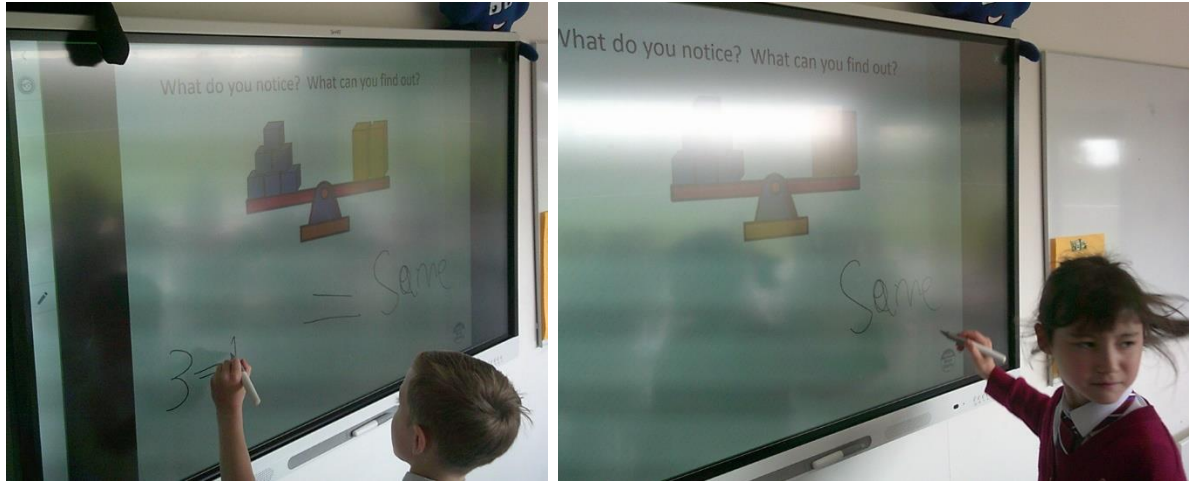 What do you notice? What can you find out?
= Same
3 = 1
What do you notice? What can you find out?
Same